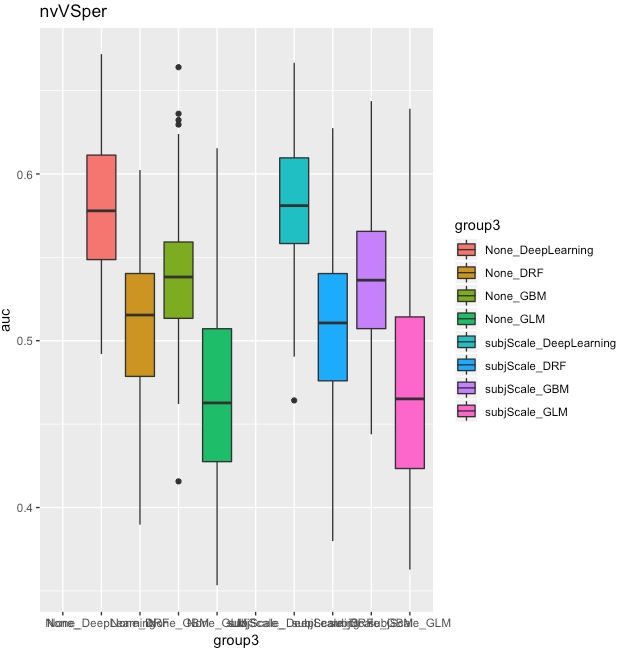 nvVSper
0.6
0.5
0.4
auc
group3
group3
None_DeepLearning
None_DRF
None_GBM
None_GLM
subjScale_DeepLearning
subjScale_DRF
subjScale_GBM
subjScale_GLM